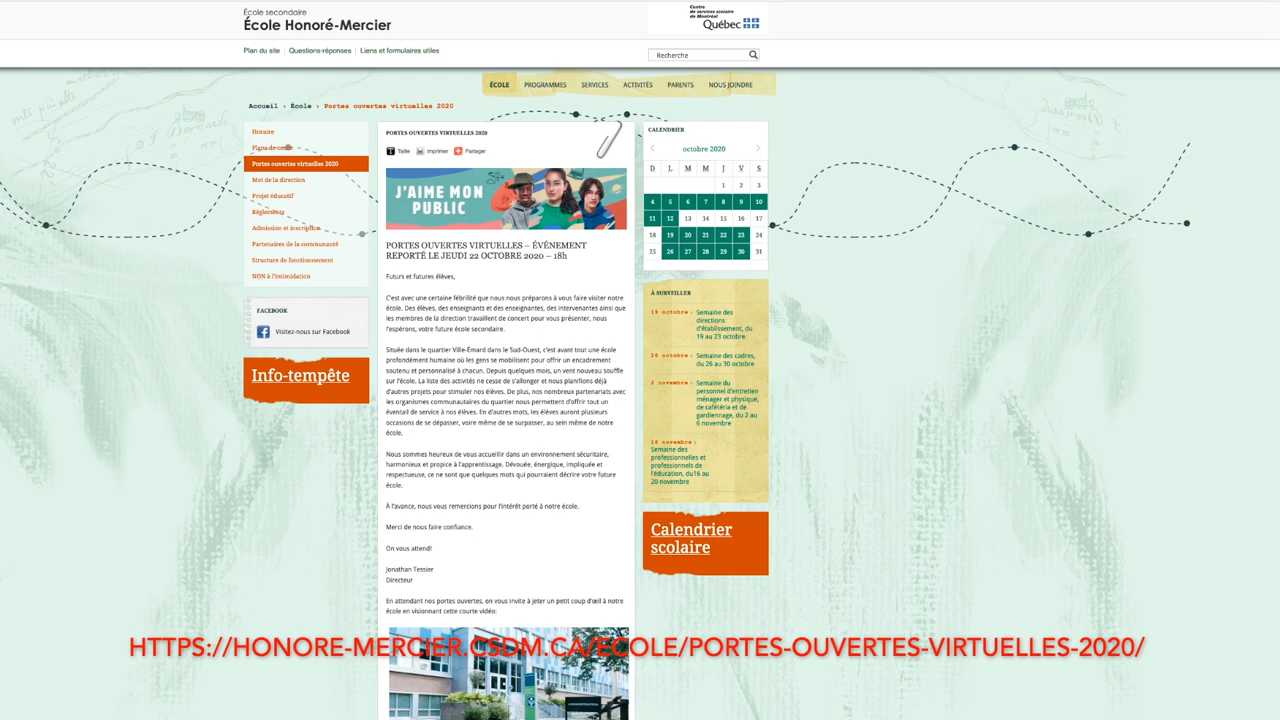 École secondaire
École Honoré-Mercier
Centre
de services scolaire
de Montréal
Québec
Plan du site
Questions-réponses
Liens et formulaires utiles
Recherche
ÉCOLE
PROGRAMMES
SERVICES
ACTIVITÉS
PARENTS
NOUS JOINDRE
Accueil › École › Portes ouvertes virtuelles 2020
Horaire
Plans de cours
Portes ouvertes virtuelles 2020
Mot de la direction
Projet éducatif
Règlements
Admission et inscription
Partenaires de la communauté
Structure de fonctionnement
NON à l'intimidation
FACEBOOK
Visitez-nous sur Facebook
Info-tempête
PORTES OUVERTES VIRTUELLES 2020
Taille
Imprimer
Partager
J'AIME MON
PUBLIC
PORTES OUVERTES VIRTUELLES – ÉVÉNEMENT
REPORTÉ LE JEUDI 22 OCTOBRE 2020 – 18h
Futurs et futures élèves,
C'est avec une certaine fébrilité que nous nous préparons à vous faire visiter notre
école. Des élèves, des enseignants et des enseignantes, des intervenantes ainsi que
les membres de la direction travaillent de concert pour vous présenter, nous
l'espérons, votre future école secondaire.
Située dans le quartier Ville-Émard dans le Sud-Ouest, c'est avant tout une école
profondément humaine où les gens se mobilisent pour offrir un encadrement
soutenu et personnalisé à chacun. Depuis quelques mois, un vent nouveau souffle
sur l'école. La liste des activités ne cesse de s'allonger et nous planifions déjà
d'autres projets pour stimuler nos élèves. De plus, nos nombreux partenariats avec
les organismes communautaires du quartier nous permettent d'offrir tout un
éventail de service à nos élèves. En d'autres mots, les élèves auront plusieurs
occasions de se dépasser, voire même de se surpasser, au sein même de notre
école.
Nous sommes heureux de vous accueillir dans un environnement sécuritaire,
harmonieux et propice à l'apprentissage. Dévouée, énergique, impliquée et
respectueuse, ce ne sont que quelques mots qui pourraient décrire votre future
école.
À l'avance, nous vous remercions pour l'intérêt porté à notre école.
Merci de nous faire confiance.
On vous attend!
Jonathan Tessier
Directeur
En attendant nos portes ouvertes, on vous invite à jeter un petit coup d'œil à notre
école en visionnant cette courte vidéo:
CALENDRIER
octobre 2020
D L M M J V S
1 2 3
4 5 6 7 8 9 10
11 12 13 14 15 16 17
18 19 20 21 22 23 24
25 26 27 28 29 30 31
À SURVEILLER
19 octobre › Semaine des
directions
d'établissement, du
19 au 23 octobre
26 octobre › Semaine des cadres,
du 26 au 30 octobre
2 novembre › Semaine du
personnel d'entretien
ménager et physique,
de cafétéria et de
gardiennage, du 2 au
6 novembre
16 novembre ›
Semaine des
professionnelles et
professionnels de
l'éducation, du16 au
20 novembre
Calendrier
scolaire
HTTPS://HONORE-MERCIER.CSDM.CA/ECOLE/PORTES-OUVERTES-VIRTUELLES-2020/